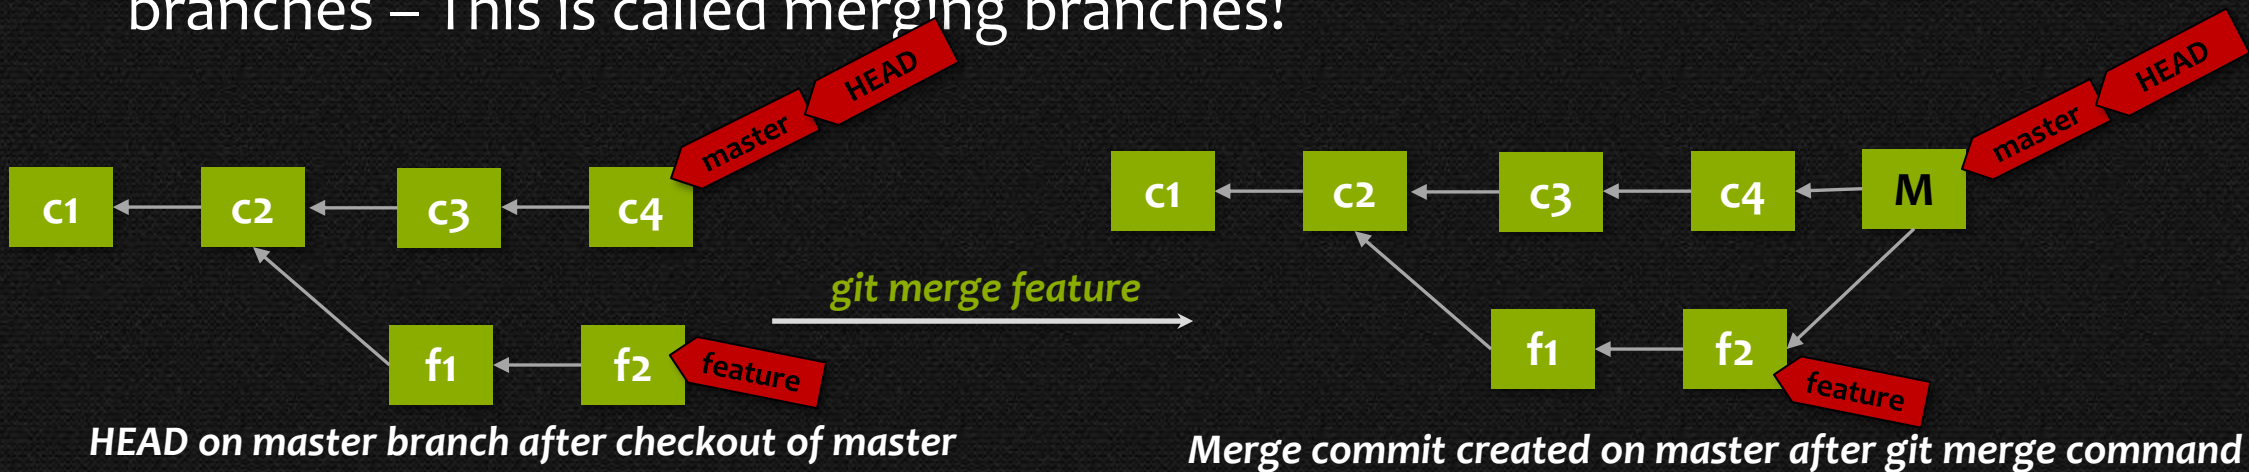 branches – This is called merging branches!
HEAD
master
c1
c2
c3
c4
f1
f2
feature
HEAD on master branch after checkout of master
git merge feature
HEAD
master
c1
c2
c3
c4
M
f1
f2
feature
Merge commit created on master after git merge command